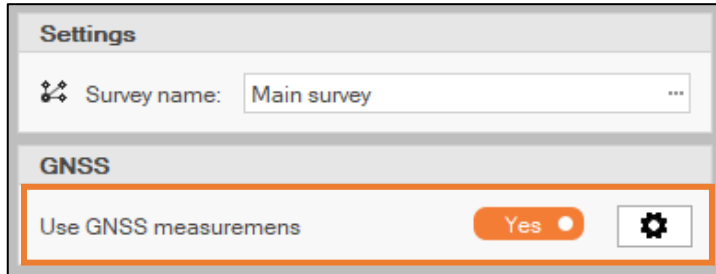 Settings
Survey name: Main survey ...
GNSS
Use GNSS measuremens Yes